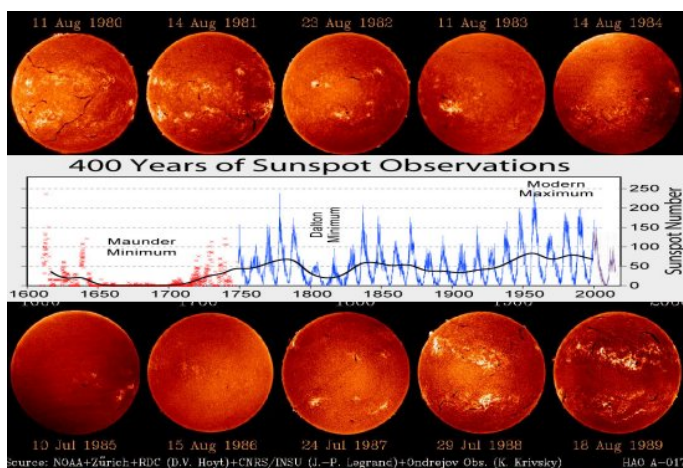 11 Aug 1980 14 Aug 1981 23 Aug 1982 11 Aug 1983 14 Aug 1984
400 Years of Sunspot Observations
Modern
Maximum
Dalton
Minimum
Maunder
Minimum
250
200
150
100
50
0
Sunspot Number
1600 1650 1700 1750 1800 1850 1900 1950 2000
10 Jul 1985 15 Aug 1986 24 Jul 1987 29 Jul 1988 18 Aug 1989
Source: NOAA+Zürich+RDC (D.V. Hoyt)+CNRS/INSU (J.-P. Legrand)+Ondrejov Obs. (K. Krivsky) HAO A-017